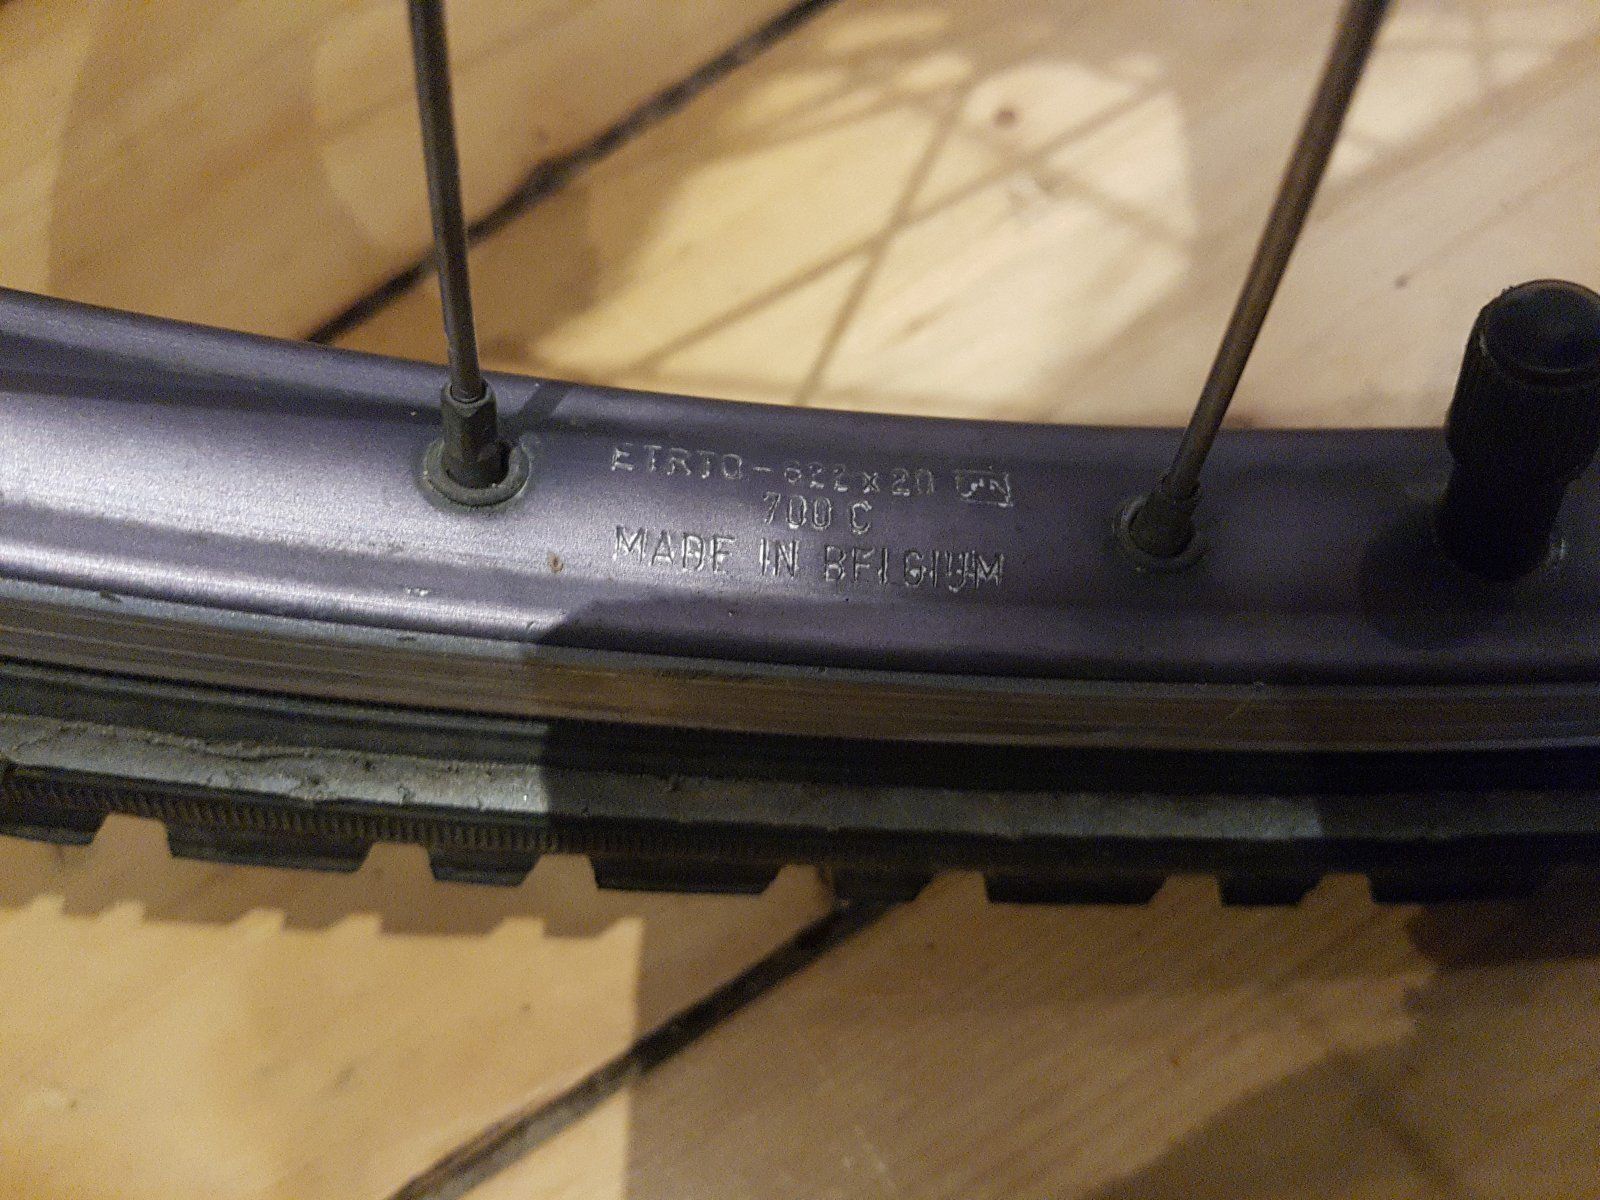 ETRTO-622x20
700 C
MADE IN BELGIUM